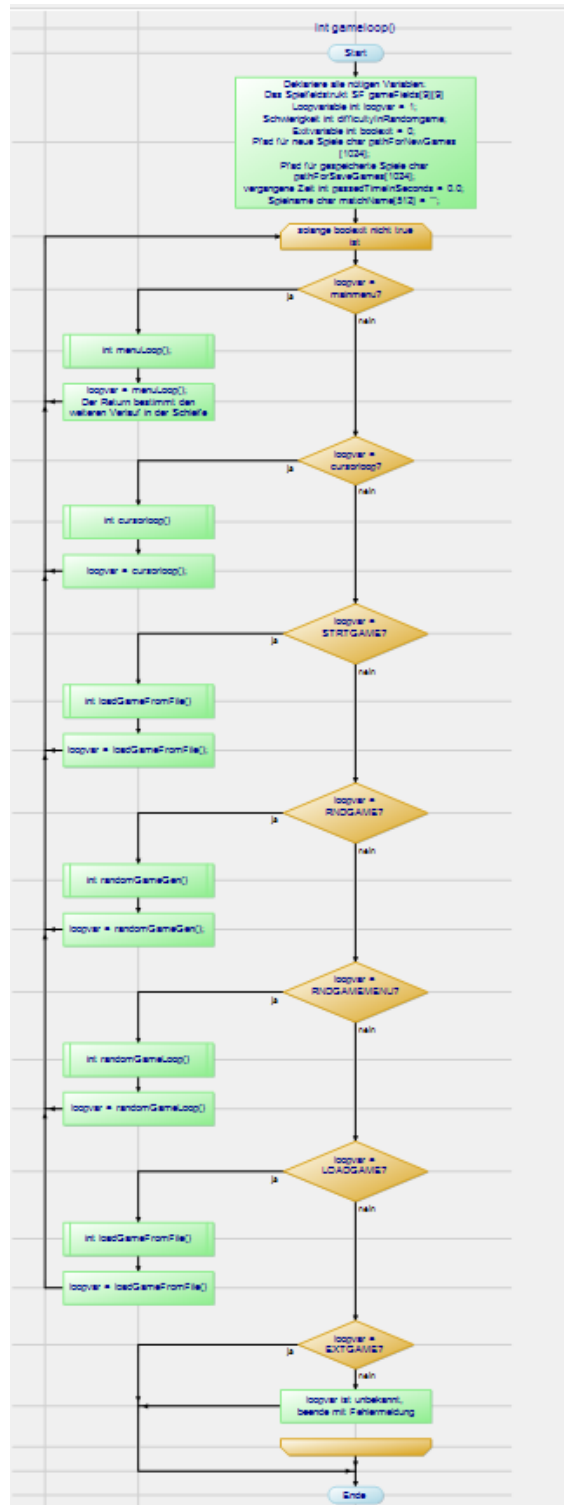 int gameloop()
Start
Deklariere alle nötigen Variablen:
Das Spielfeldstrukt SF gameFields[9][9]
Loopvariable int loopvar = 1;
Schwierigkeit int difficultyInRandomgame,
Exitvariable int boolexit = 0;
Pfad für neue Spiele char pathForNewGames
[1024];
Pfad für gespeicherte Spiele char
pathForSaveGames[1024];
vergangene Zeit int passedTimeInSeconds = 0.0;
Spielname char matchName[512] = "";
solange boolexit nicht true
ist
loopvar =
mainmenu?
ja
nein
int menuLoop();
loopvar = menuLoop();
Der Return bestimmt den
weiteren Verlauf in der Schleife
loopvar =
cursorloop?
ja
nein
int cursorloop()
loopvar = cursorloop();
loopvar =
STRTGAME?
ja
nein
int loadGameFromFile()
loopvar = loadGameFromFile();
loopvar =
RNDGAME?
ja
nein
int randomGameGen()
loopvar = randomGameGen();
loopvar =
RNDGAMEMENU?
ja
nein
int randomGameLoop()
loopvar = randomGameLoop()
loopvar =
LOADGAME?
ja
nein
int loadGameFromFile()
loopvar = loadGameFromFile()
loopvar =
EXTGAME?
ja
nein
loopvar ist unbekannt,
beende mit Fehlermeldung
Ende